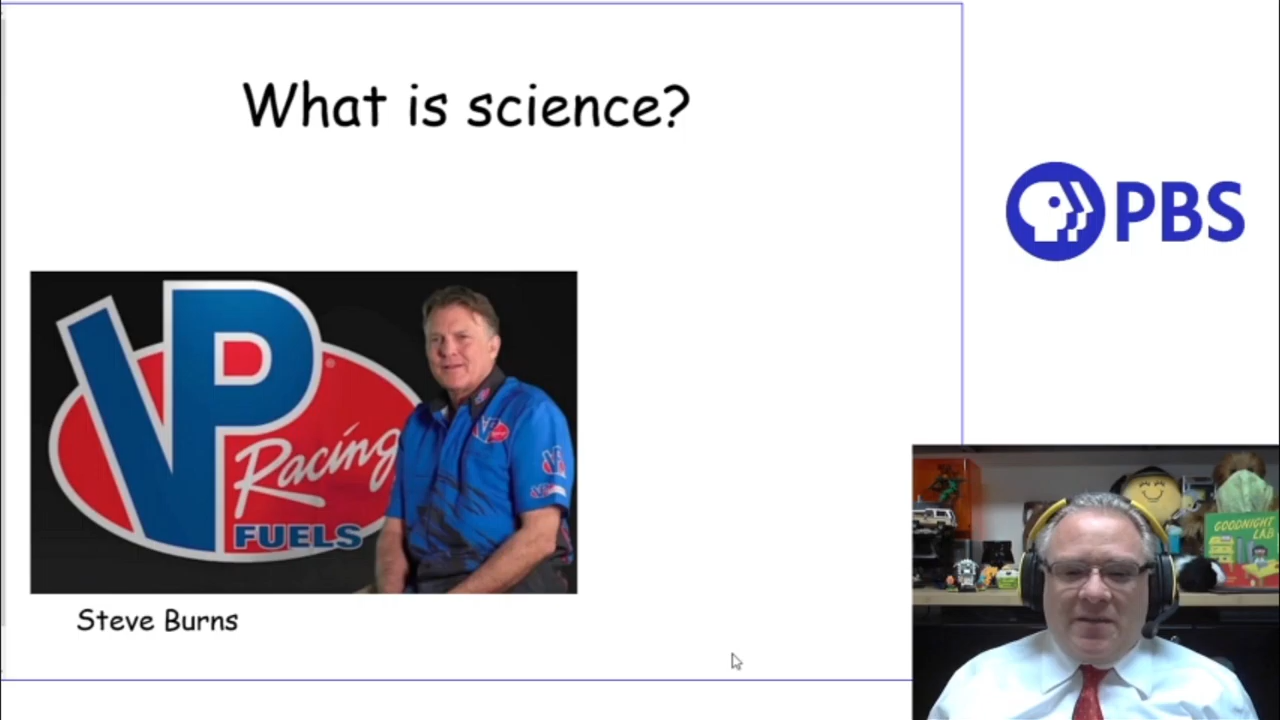 What is science?
PBS
VP
Racing
FUELS
Steve Burns
GOODNIGHT
LAB